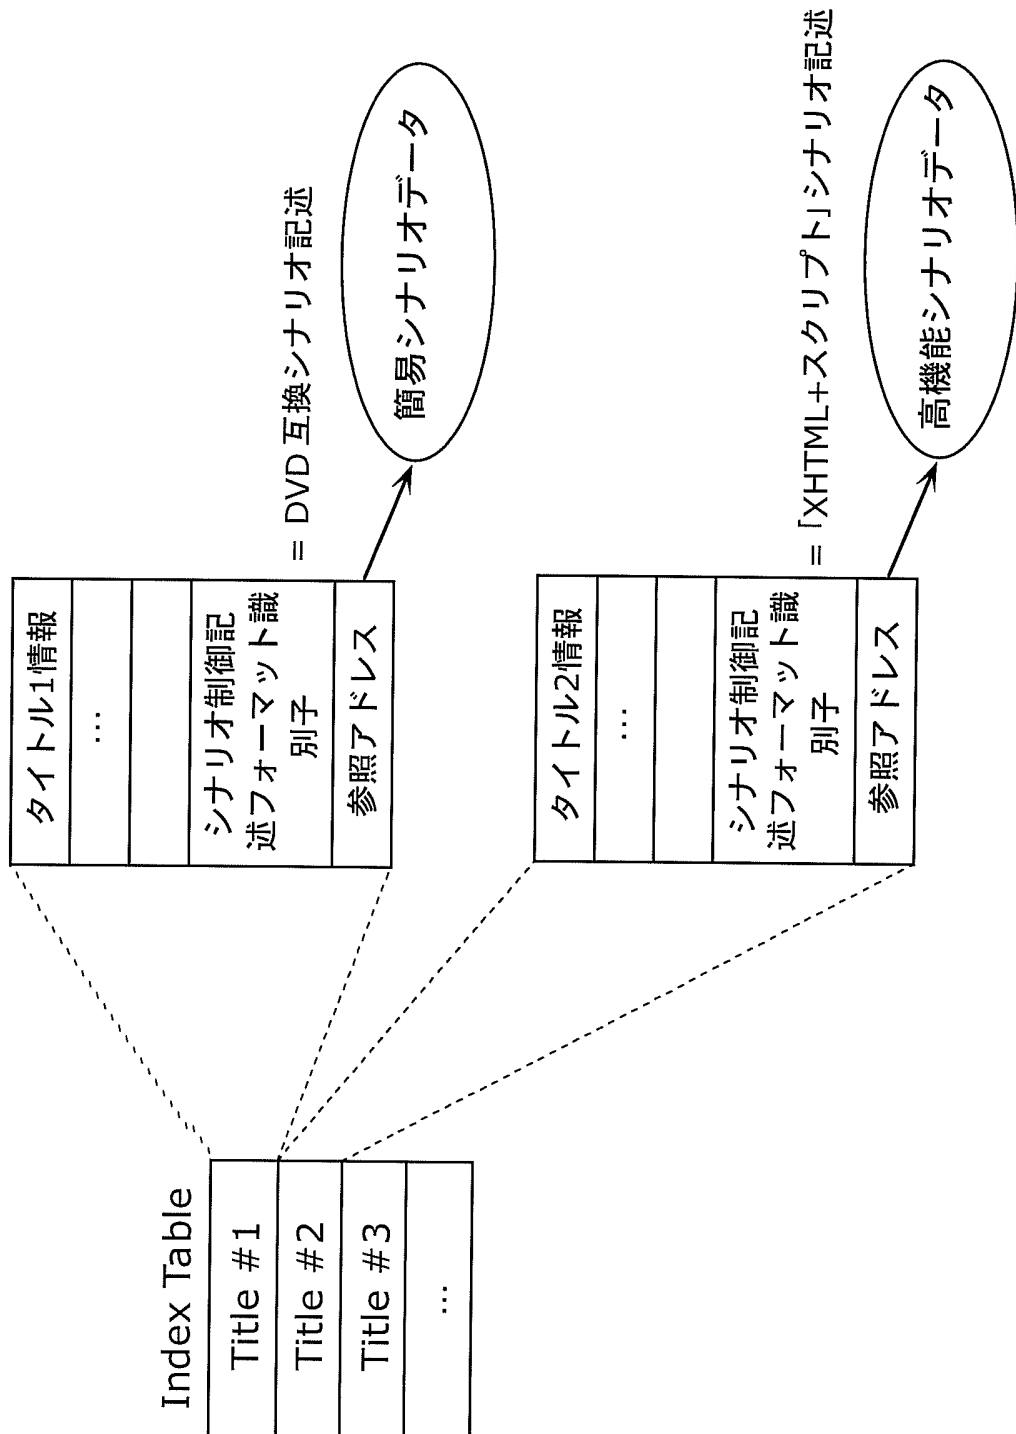 Index Table
Title #1
Title #2
Title #3
…
タイトル1情報
…
シナリオ制御記
述フォーマット識
別子
参照アドレス
= DVD 互換シナリオ記述
簡易シナリオデータ
タイトル2情報
…
シナリオ制御記
述フォーマット識
別子
参照アドレス
=「XHTML+スクリプト」シナリオ記述
高機能シナリオデータ